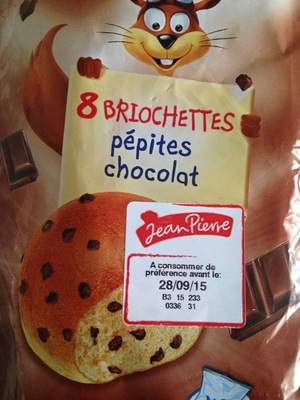 8 BRIOCHETTES
pépites
chocolat
Jean Pierre
A consommer de
préférence avant le:
28/09/15
B3 15 233
0336 31